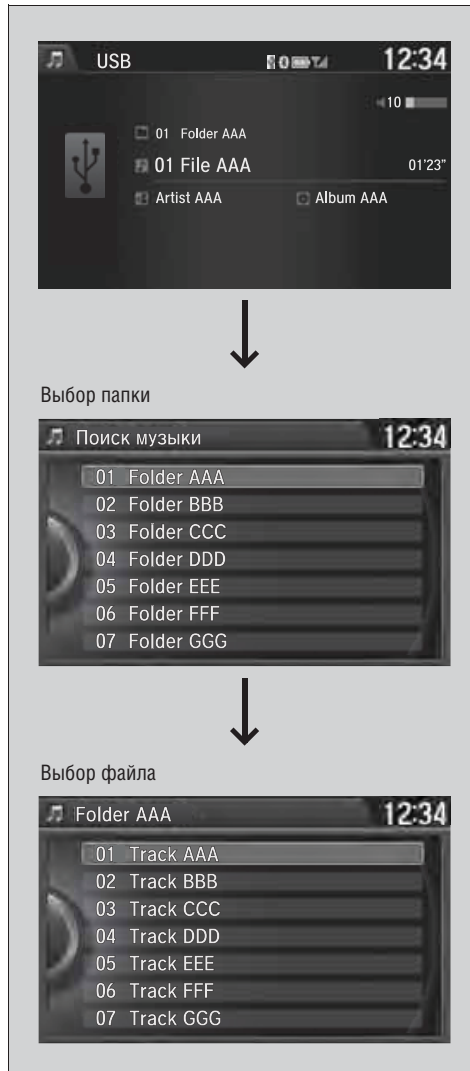 USB 12:34
10
01 Folder AAA
01 File AAA 01'23"
Artist AAA Album AAA
Выбор папки
Поиск музыки 12:34
01 Folder AAA
02 Folder BBB
03 Folder CCC
04 Folder DDD
05 Folder EEE
06 Folder FFF
07 Folder GGG
Выбор файла
Folder AAA 12:34
01 Track AAA
02 Track BBB
03 Track CCC
04 Track DDD
05 Track EEE
06 Track FFF
07 Track GGG